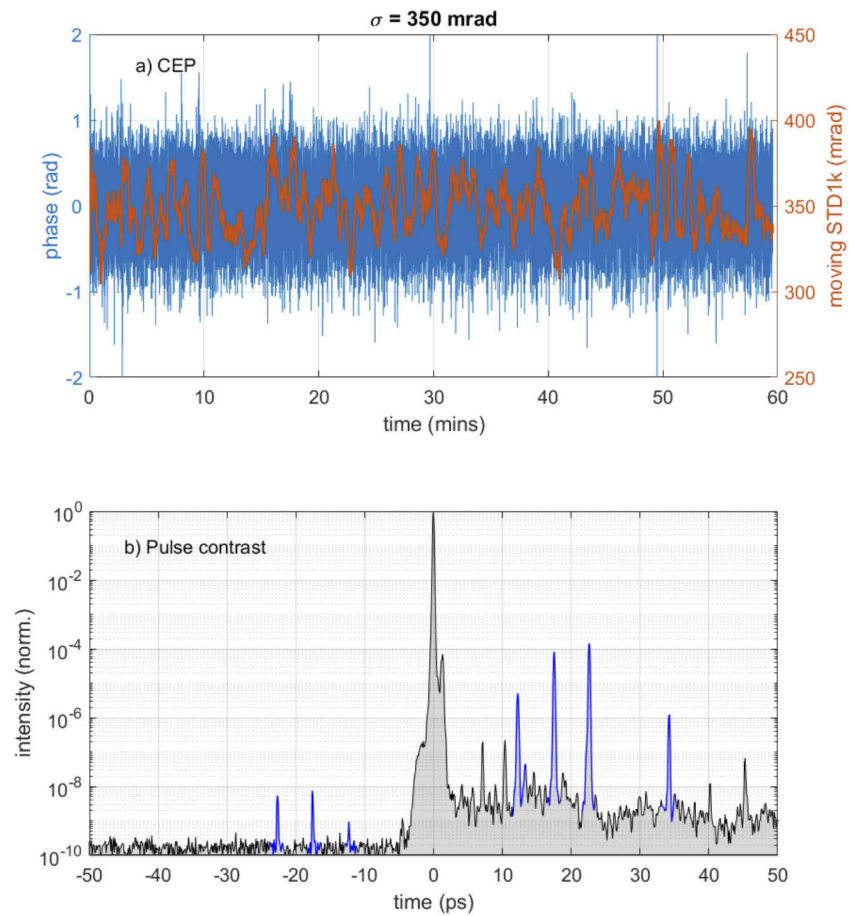 σ = 350 mrad
a) CEP
2
1
0
-1
-2
phase (rad)
450
400
350
300
250
moving STD1k (mrad)
0 10 20 30 40 50 60
time (mins)
b) Pulse contrast
10^0
10^-2
10^-4
10^-6
10^-8
10^-10
intensity (norm.)
-50 -40 -30 -20 -10 0 10 20 30 40 50
time (ps)